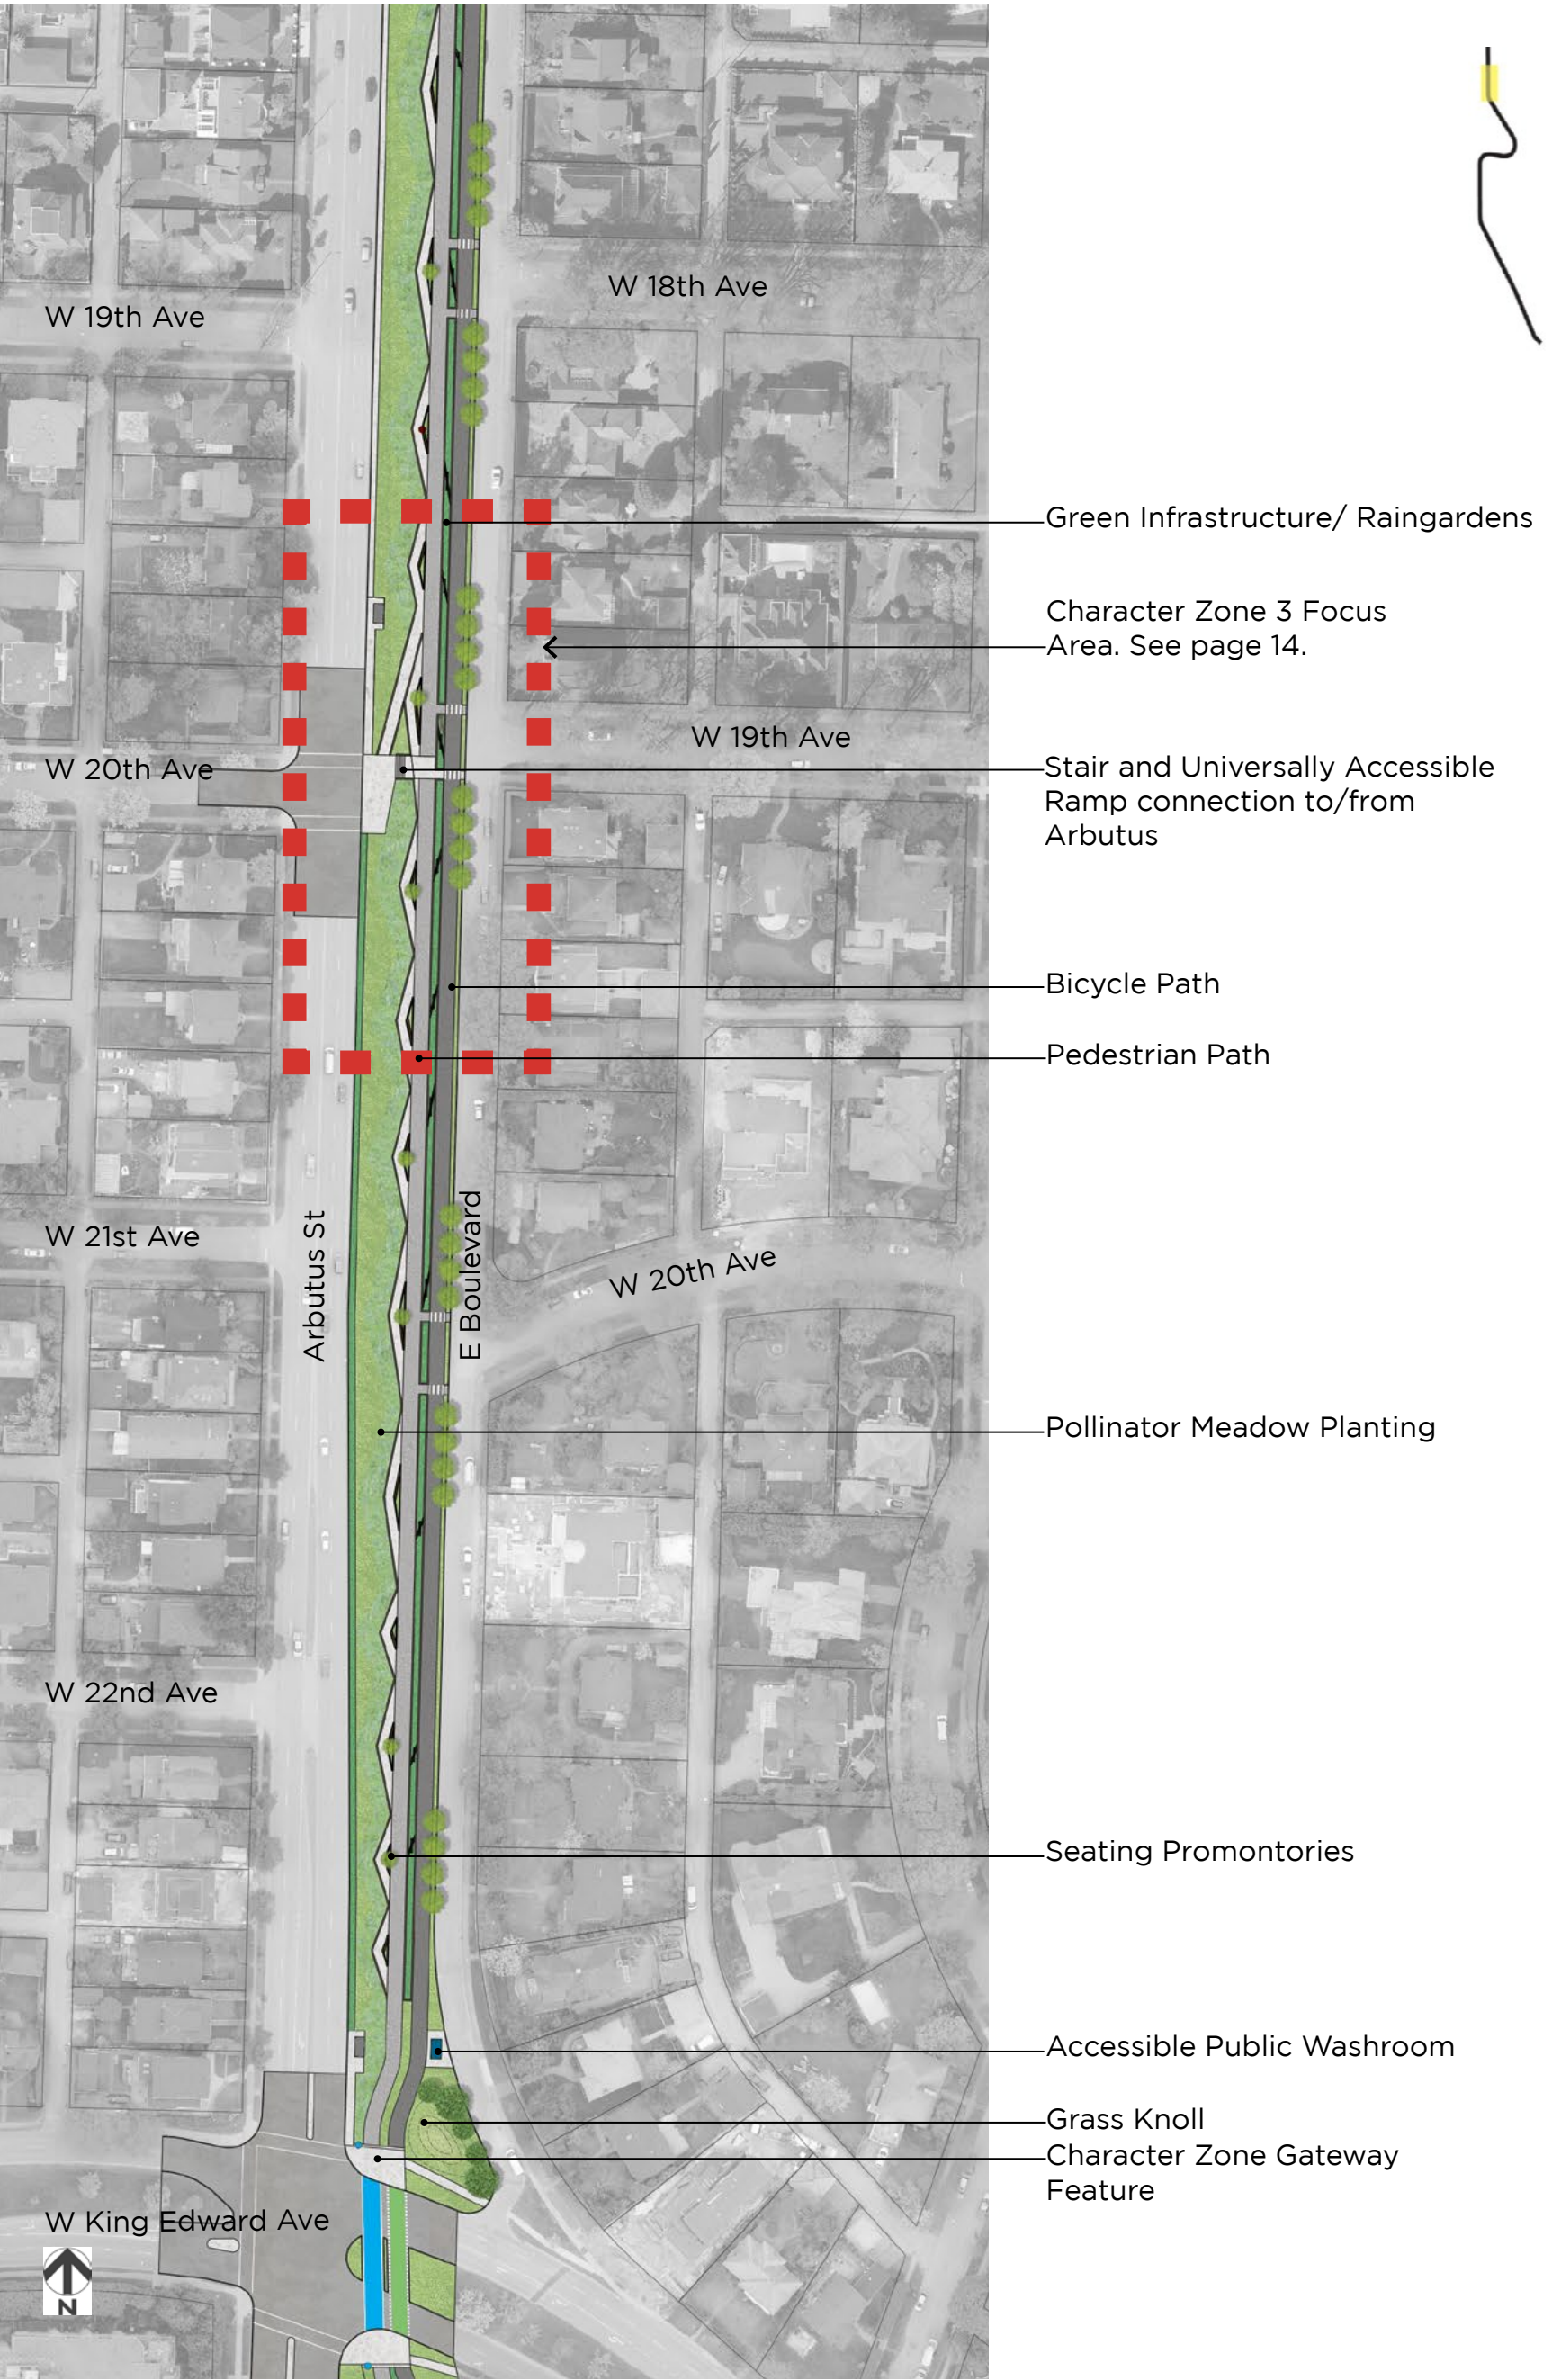 W 18th Ave
W 19th Ave
Green Infrastructure/ Raingardens
Character Zone 3 Focus
Area. See page 14.
W 19th Ave
W 20th Ave
Stair and Universally Accessible
Ramp connection to/from
Arbutus
Bicycle Path
Pedestrian Path
W 21st Ave
Arbutus St
E Boulevard
W 20th Ave
Pollinator Meadow Planting
W 22nd Ave
Seating Promontories
Accessible Public Washroom
Grass Knoll
Character Zone Gateway
Feature
W King Edward Ave
N